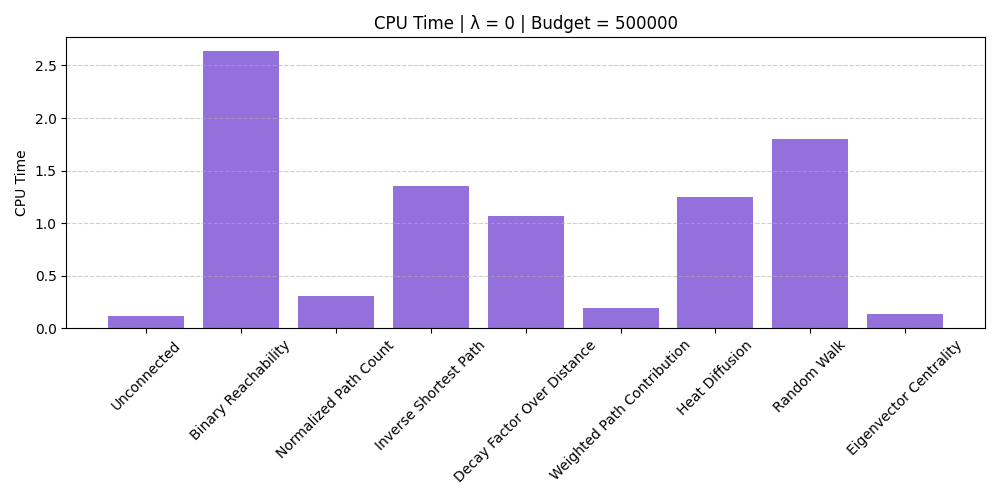 CPU Time | λ = 0 | Budget = 500000
CPU Time
2.5
2.0
1.5
1.0
0.5
0.0
Unconnected
Binary Reachability
Normalized Path Count
Inverse Shortest Path
Decay Factor Over Distance
Weighted Path Contribution
Heat Diffusion
Random Walk
Eigenvector Centrality